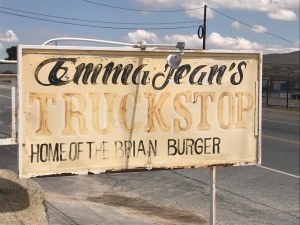 Emma Jean's
TRUCKSTOP
HOME OF THE BRIAN BURGER